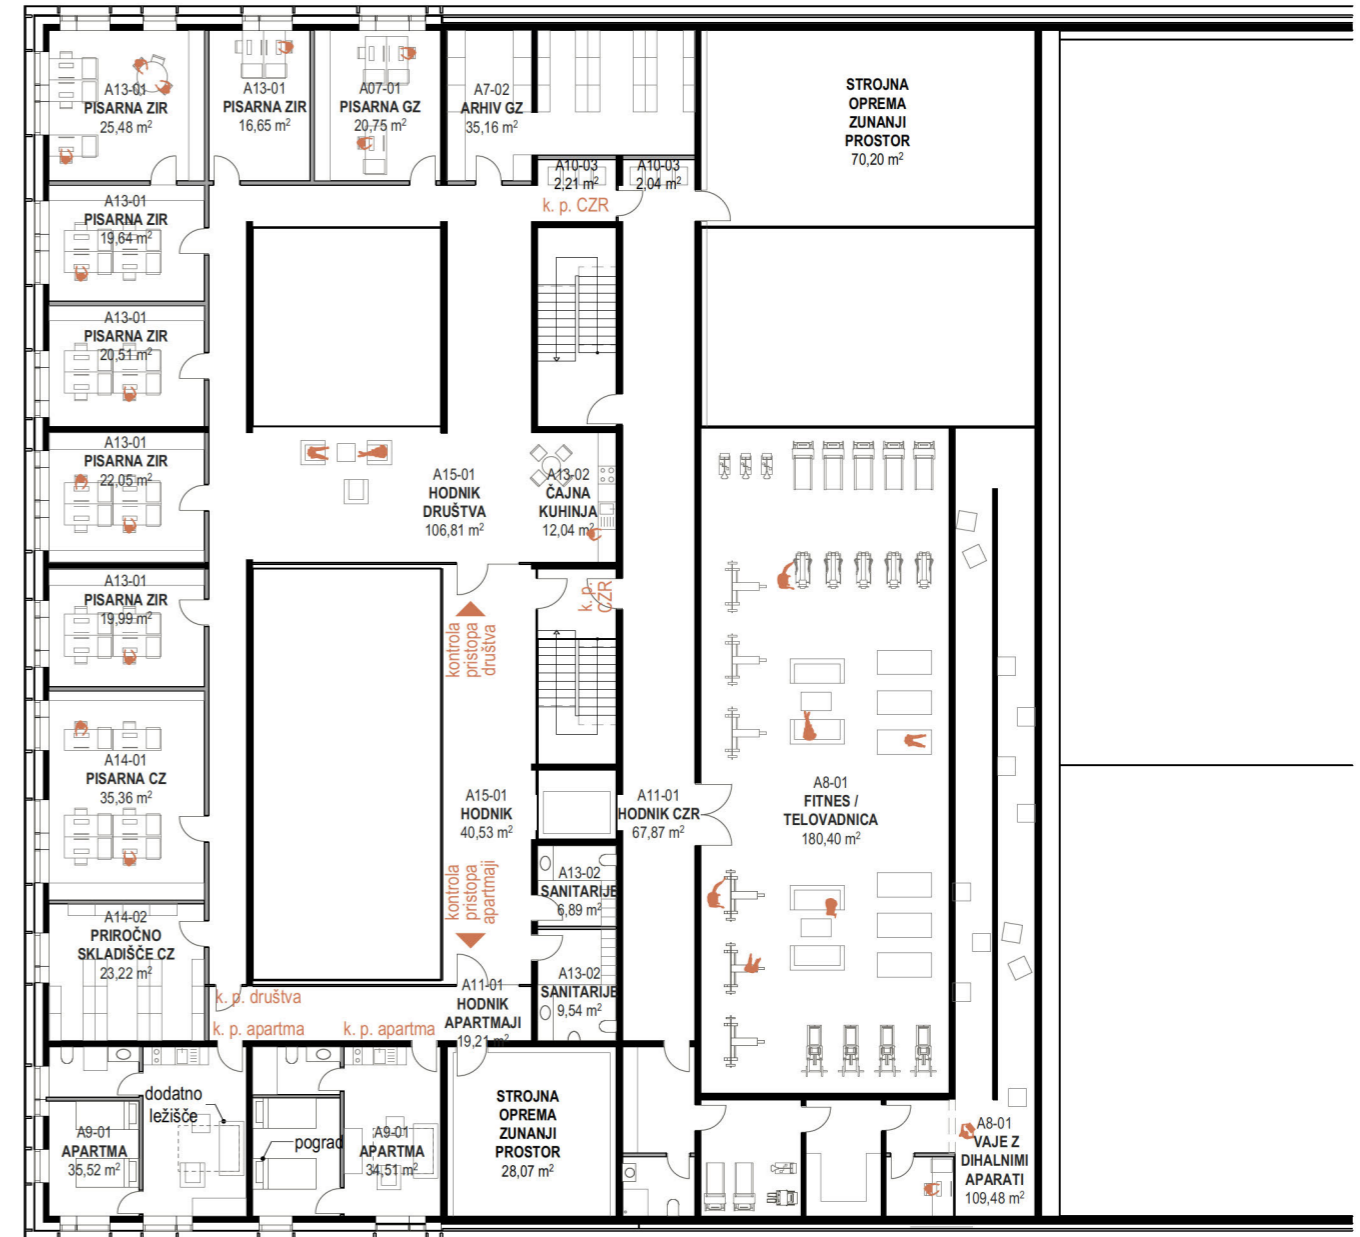 A13-01
PISARNA ZIR
25,48 m²
A13-01
PISARNA ZIR
16,65 m²
A07-01
PISARNA GZ
20,75 m²
A7-02
ARHIV GZ
35,16 m²
STROJNA
OPREMA
ZUNANJI
PROSTOR
70,20 m²
A10-03
2,21 m²
A10-03
2,04 m²
k. p. CZR
A13-01
PISARNA ZIR
19,64 m²
A13-01
PISARNA ZIR
20,51 m²
A13-01
PISARNA ZIR
22,05 m²
A15-01
HODNIK
DRUŠTVA
106,81 m²
A13-02
ČAJNA
KUHINJA
12,04 m²
A13-01
PISARNA ZIR
19,99 m²
k. p.
CZR
kontrola
pristopa
društva
A14-01
PISARNA CZ
35,36 m²
A15-01
HODNIK
40,53 m²
A11-01
HODNIK CZR
67,87 m²
A8-01
FITNES /
TELOVADNICA
180,40 m²
kontrola
pristopa
apartmaji
A13-02
SANITARIJE
6,89 m²
A14-02
PRIROČNO
SKLADIŠČE CZ
23,22 m²
A13-02
SANITARIJE
9,54 m²
k. p. društva
k. p. apartma
k. p. apartma
A11-01
HODNIK
APARTMAJI
19,21 m²
dodatno
ležišče
pograd
A9-01
APARTMA
35,52 m²
A9-01
APARTMA
34,51 m²
STROJNA
OPREMA
ZUNANJI
PROSTOR
28,07 m²
A8-01
VAJE Z
DIHALNIMI
APARATI
109,48 m²